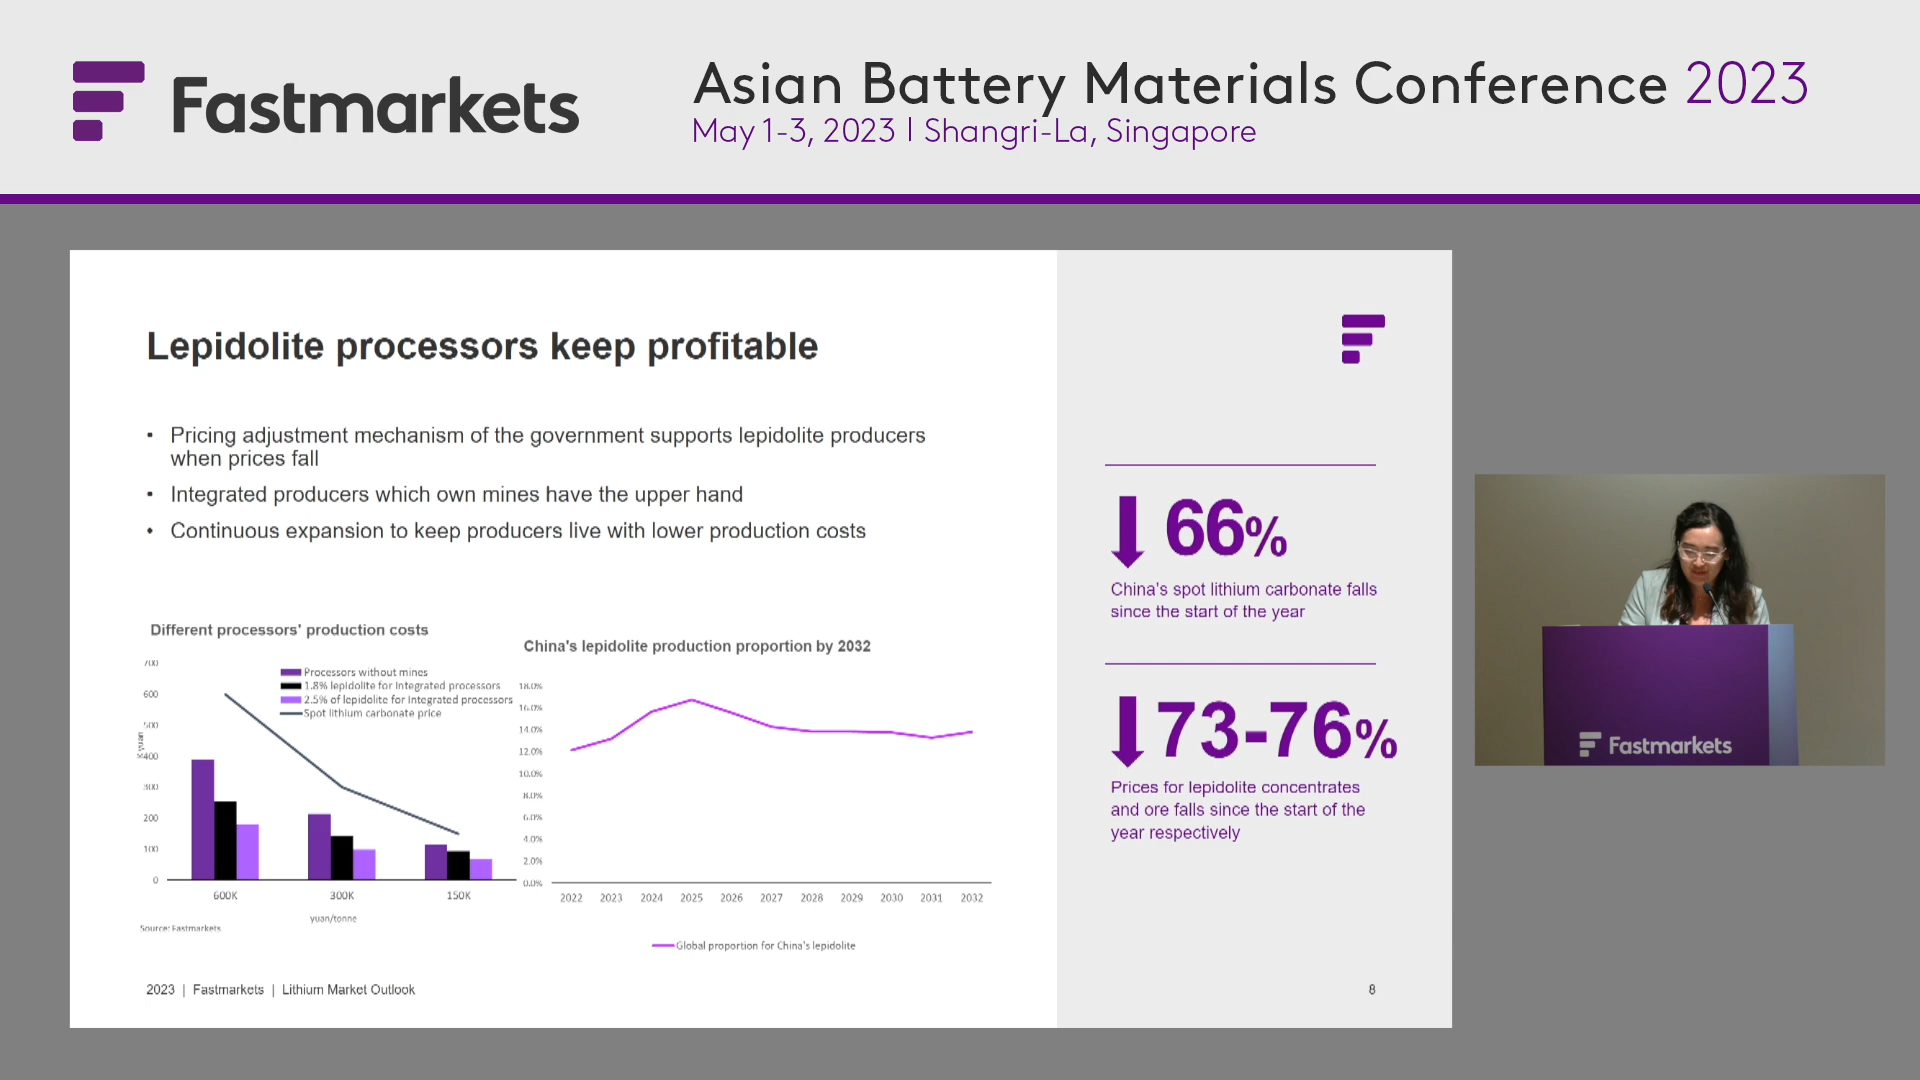 Fastmarkets
Asian Battery Materials Conference 2023
May 1-3, 2023 | Shangri-La, Singapore
Lepidolite processors keep profitable
• Pricing adjustment mechanism of the government supports lepidolite producers
when prices fall
• Integrated producers which own mines have the upper hand
• Continuous expansion to keep producers live with lower production costs
Different processors' production costs
700
600
500
400
300
200
100
0
K yuan
Processors without mines
1.8% lepidolite for integrated processors
2.5% of lepidolite for integrated processors
Spot lithium carbonate price
600K
300K
150K
yuan/tonne
Source: Fastmarkets
China's lepidolite production proportion by 2032
18.0%
16.0%
14.0%
12.0%
10.0%
8.0%
6.0%
4.0%
2.0%
0.0%
2022 2023 2024 2025 2026 2027 2028 2029 2030 2031 2032
Global proportion for China's lepidolite
66%
China's spot lithium carbonate falls
since the start of the year
73-76%
Prices for lepidolite concentrates
and ore falls since the start of the
year respectively
2023 | Fastmarkets | Lithium Market Outlook
8
Fastmarkets